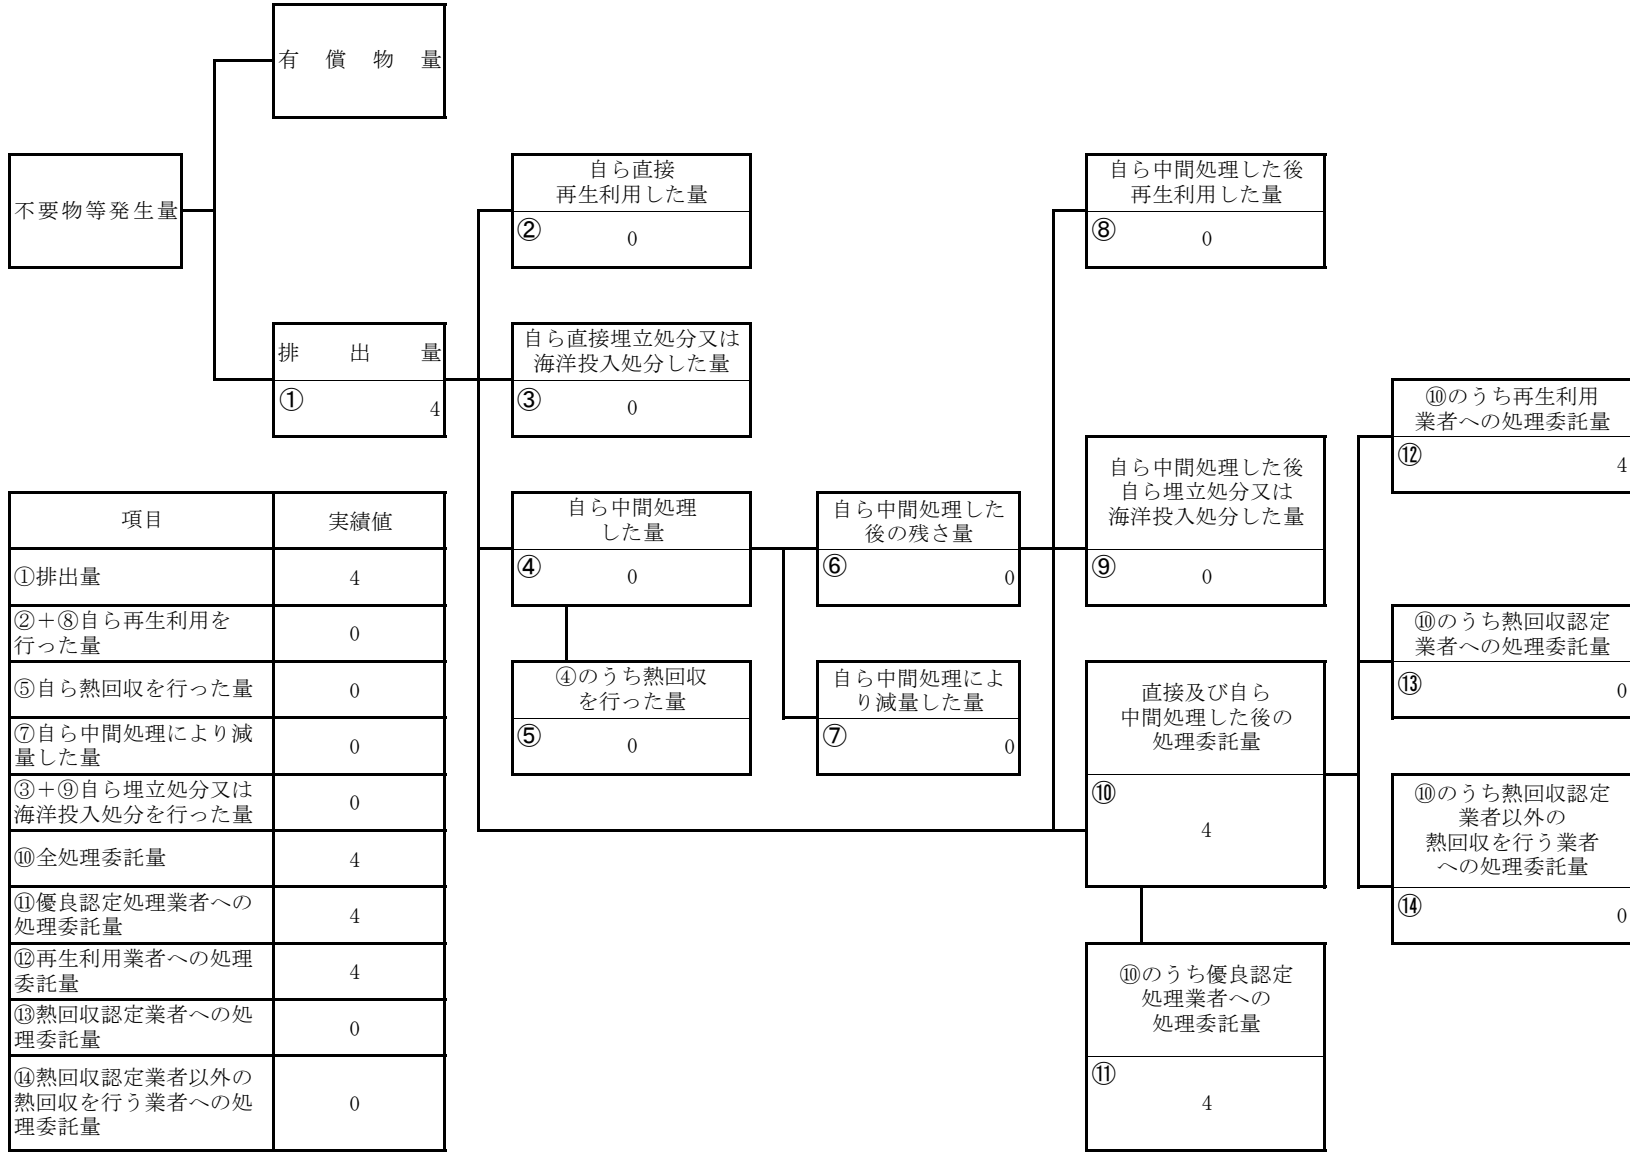 有償物量
不要物等発生量
排出量
①
4
自ら直接
再生利用した量
②
0
自ら直接埋立処分又は
海洋投入処分した量
③
0
自ら中間処理
した量
④
0
④のうち熱回収
を行った量
⑤
0
自ら中間処理した
後の残さ量
⑥
0
自ら中間処理によ
り減量した量
⑦
0
自ら中間処理した後
再生利用した量
⑧
0
自ら中間処理した後
自ら埋立処分又は
海洋投入処分した量
⑨
0
直接及び自ら
中間処理した後の
処理委託量
⑩
4
⑩のうち優良認定
処理業者への
処理委託量
⑪
4
⑩のうち再生利用
業者への処理委託量
⑫
4
⑩のうち熱回収認定
業者への処理委託量
⑬
0
⑩のうち熱回収認定
業者以外の
熱回収を行う業者
への処理委託量
⑭
0
項目 実績値
①排出量 4
②＋⑧自ら再生利用を
行った量
0
⑤自ら熱回収を行った量 0
⑦自ら中間処理により減
量した量
0
③＋⑨自ら埋立処分又は
海洋投入処分を行った量
0
⑩全処理委託量 4
⑪優良認定処理業者への
処理委託量
4
⑫再生利用業者への処理
委託量
4
⑬熱回収認定業者への処
理委託量
0
⑭熱回収認定業者以外の
熱回収を行う業者への処
理委託量
0